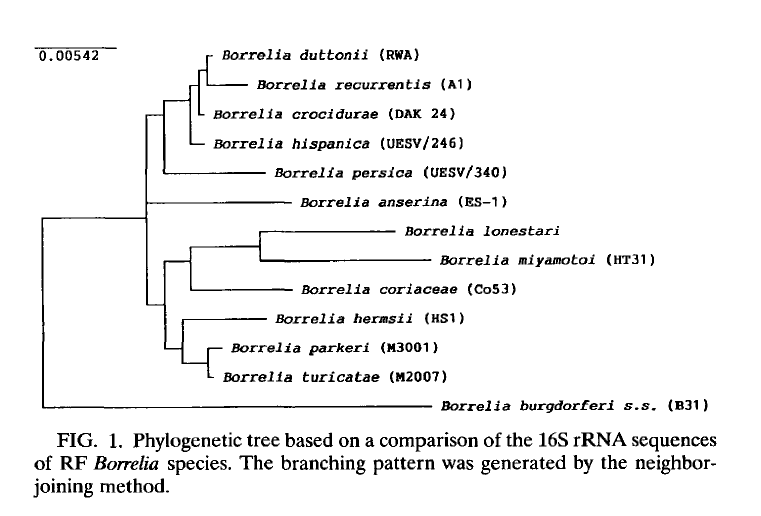 0.00542
Borrelia duttonii (RWA)
Borrelia recurrentis (A1)
Borrelia crocidurae (DAK 24)
Borrelia hispanica (UESV/246)
Borrelia persica (UESV/340)
Borrelia anserina (ES-1)
Borrelia lonestari
Borrelia miyamotoi (HT31)
Borrelia coriaceae (Co53)
Borrelia hermsii (HS1)
Borrelia parkeri (M3001)
Borrelia turicatae (M2007)
Borrelia burgdorferi s.s. (B31)
FIG. 1. Phylogenetic tree based on a comparison of the 16S rRNA sequences
of RF Borrelia species. The branching pattern was generated by the neighbor-
joining method.